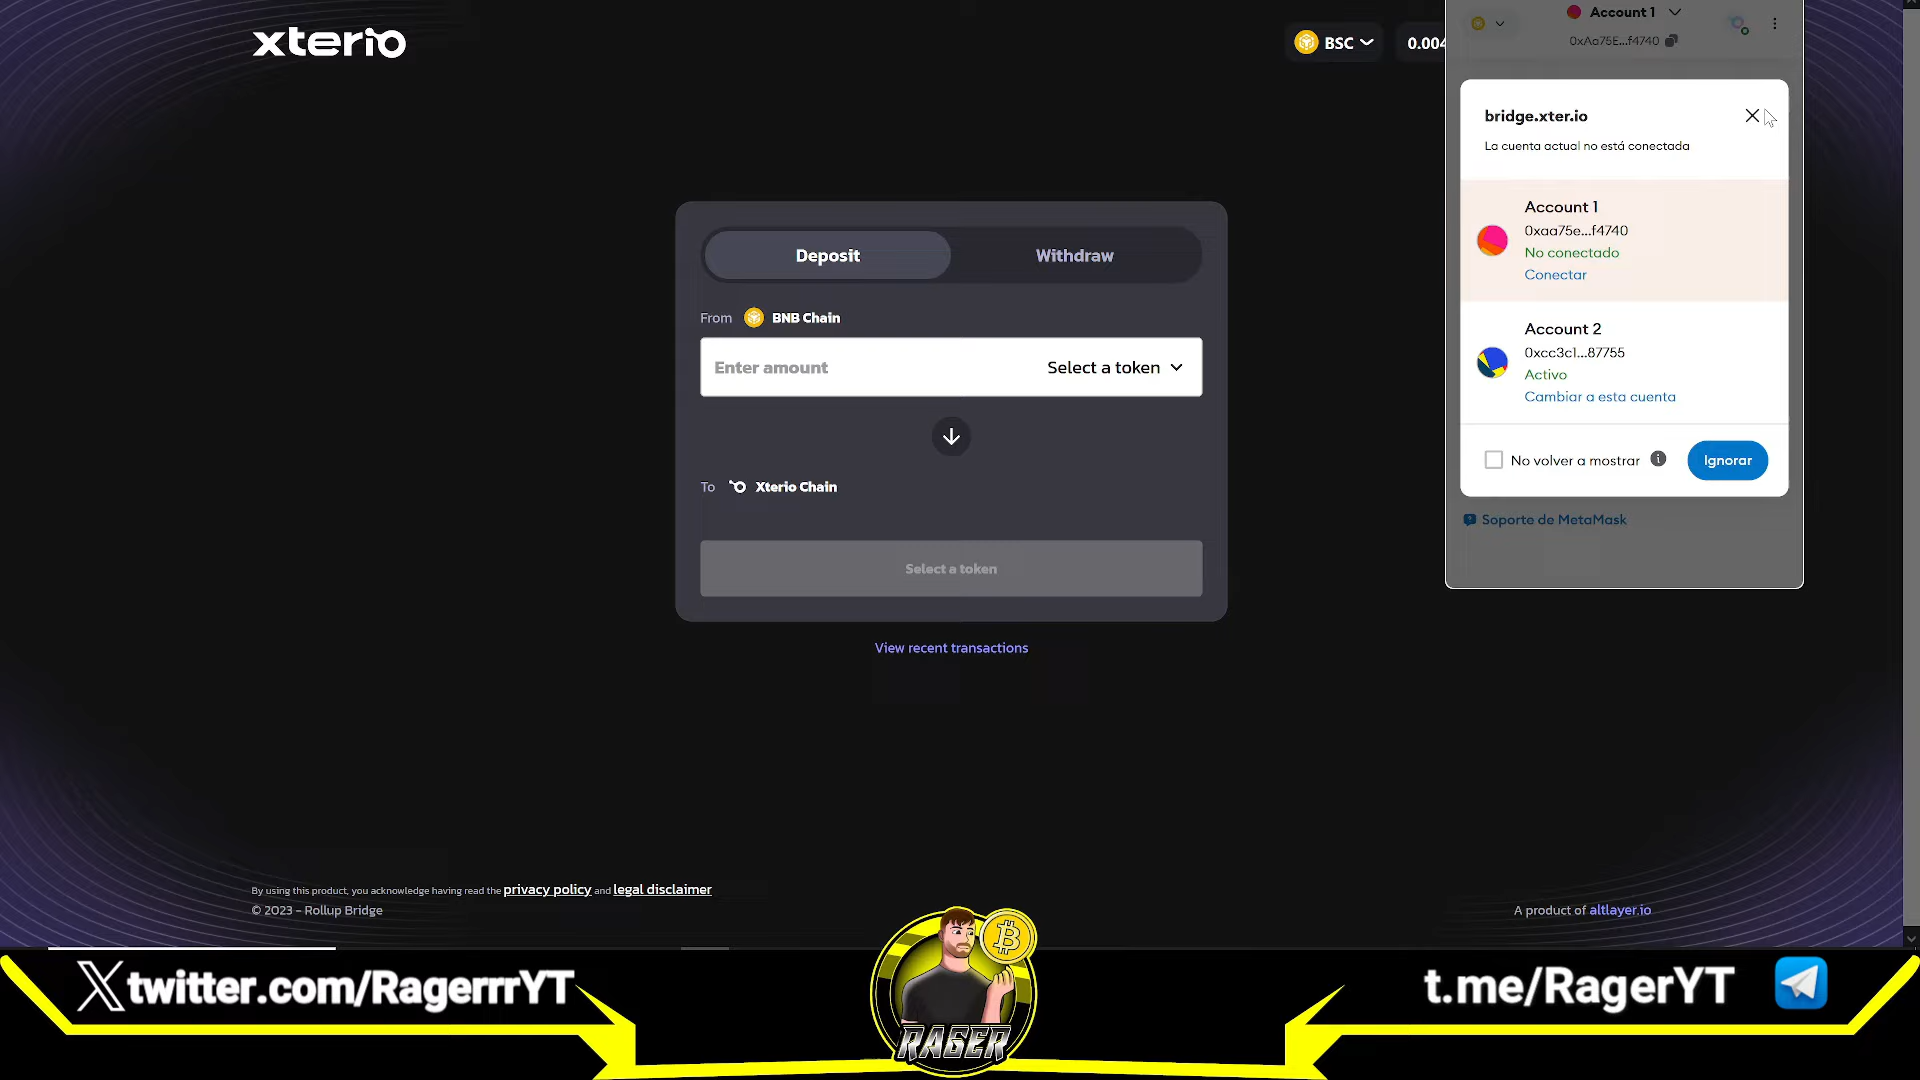 xterio
BSC
0.004
Account 1
0xAa75E...f4740
bridge.xter.io
La cuenta actual no está conectada
Account 1
0xaa75e...f4740
No conectado
Conectar
Account 2
0xcc3c1...87755
Activo
Cambiar a esta cuenta
No volver a mostrar
Ignorar
Soporte de MetaMask
Deposit
Withdraw
From BNB Chain
Enter amount
Select a token
To Xterio Chain
Select a token
View recent transactions
By using this product, you acknowledge having read the privacy policy and legal disclaimer
© 2023 - Rollup Bridge
A product of altlayer.io
twitter.com/RagerrrYT
RAGER
t.me/RagerYT